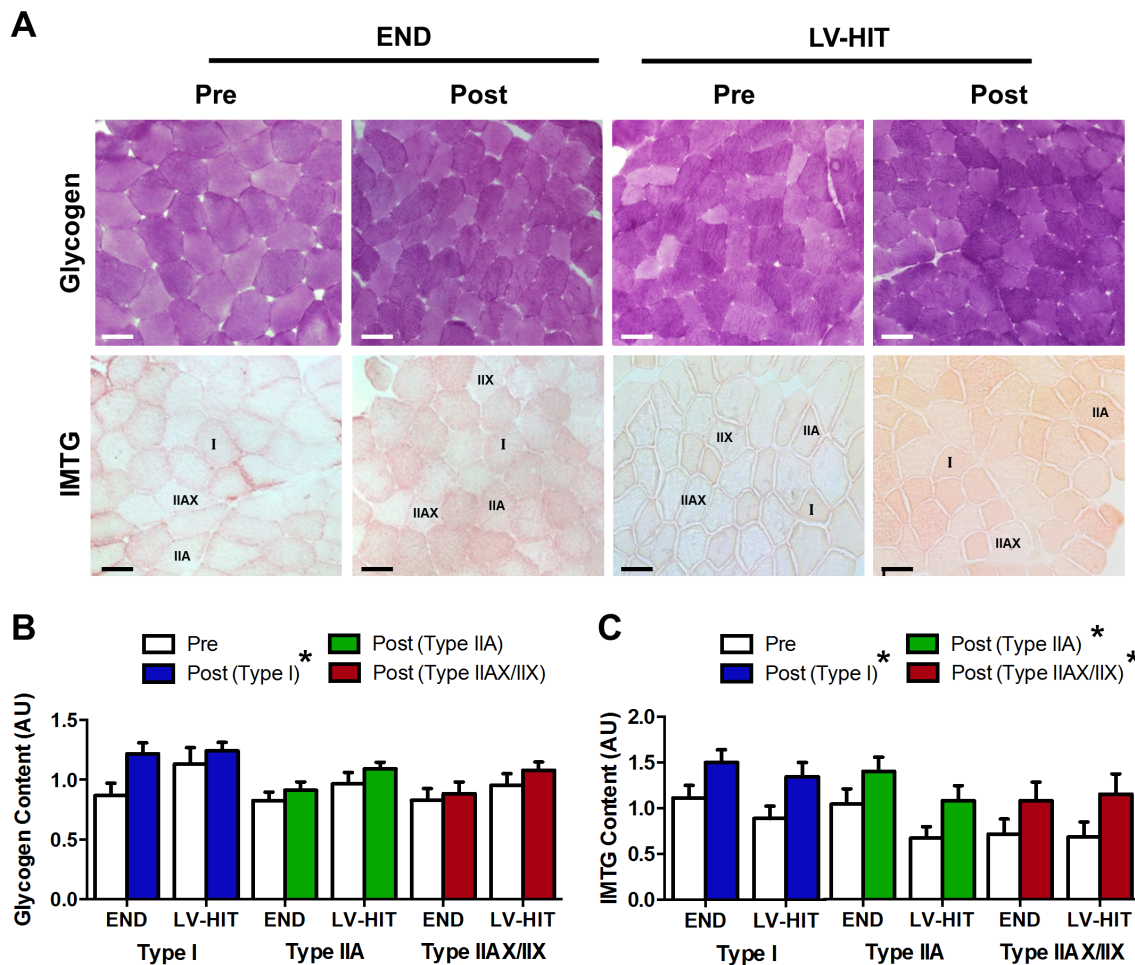 A
END LV-HIT
Pre Post Pre Post
Glycogen
IMTG
I
IIAX
IIA
IIX
I
IIAX
IIA
IIX
IIA
IIAX
I
IIA
I
IIAX
B
Pre Post (Type IIA)
Post (Type I) * Post (Type IIAX/IIX)
Glycogen Content (AU)
1.5
1.0
0.5
0.0
END LV-HIT END LV-HIT END LV-HIT
Type I Type IIA Type IIAX/IIX
C
Pre Post (Type IIA) *
Post (Type I) * Post (Type IIAX/IIX) *
IMTG Content (AU)
2.0
1.5
1.0
0.5
0.0
END LV-HIT END LV-HIT END LV-HIT
Type I Type IIA Type IIAX/IIX